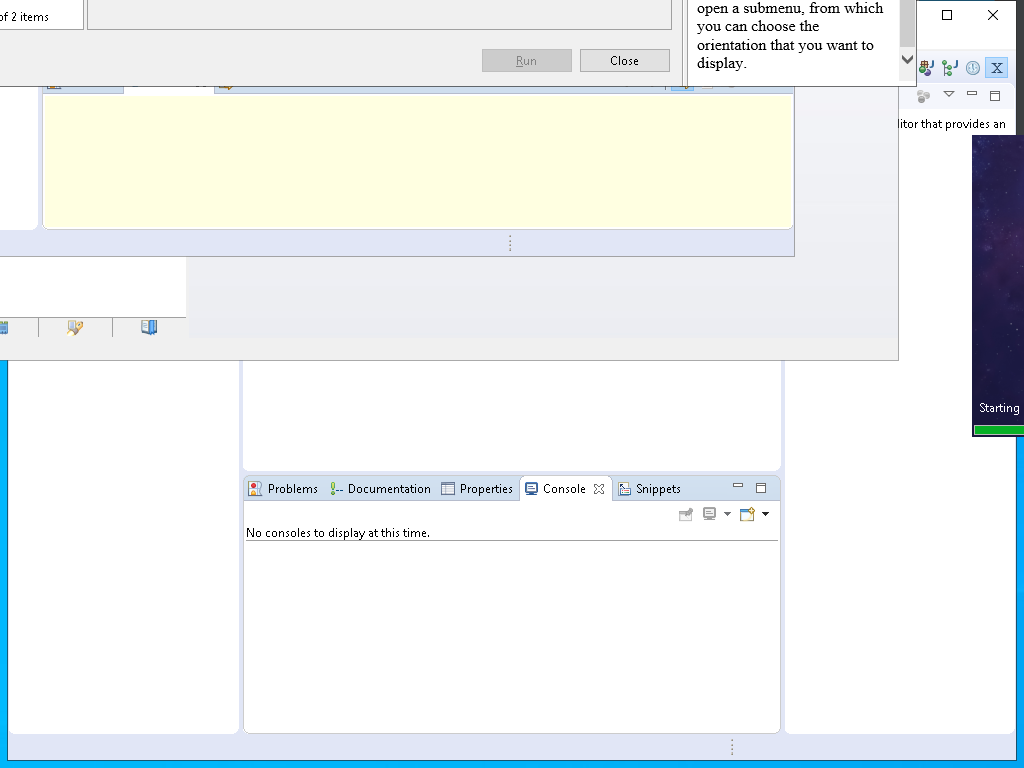 of 2 items
Run
Close
open a submenu, from which
you can choose the
orientation that you want to
display.
X
litor that provides an
Starting
Problems
Documentation
Properties
Console
Snippets
No consoles to display at this time.